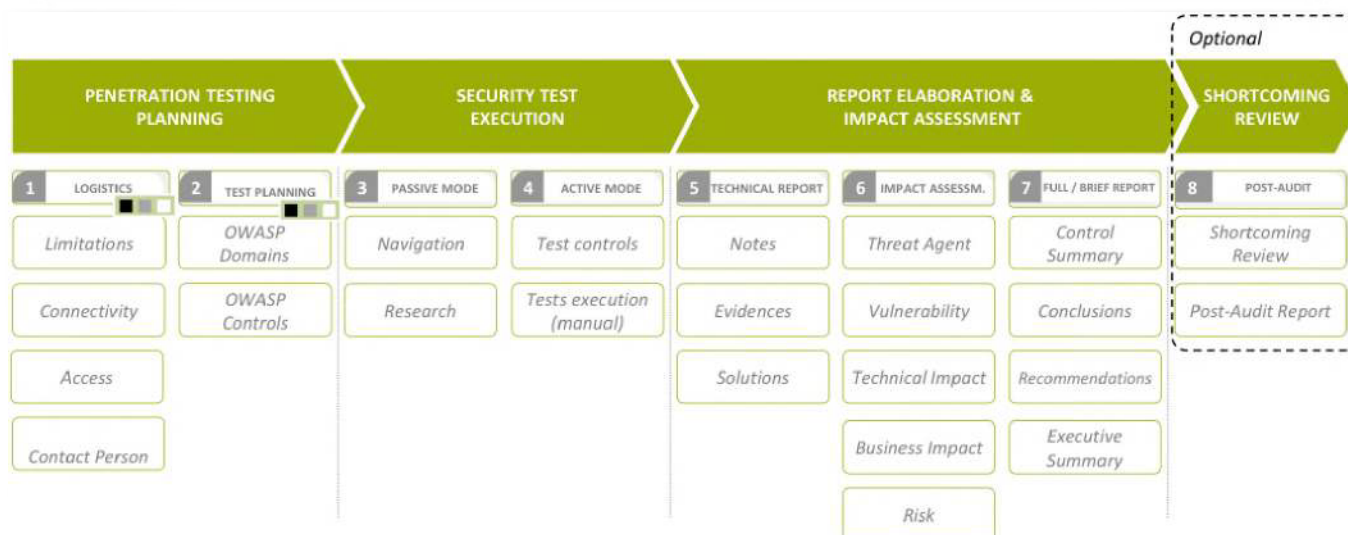 Optional
PENETRATION TESTING
PLANNING
SECURITY TEST
EXECUTION
REPORT ELABORATION &
IMPACT ASSESSMENT
SHORTCOMING
REVIEW
1 LOGISTICS
2 TEST PLANNING
3 PASSIVE MODE
4 ACTIVE MODE
5 TECHNICAL REPORT
6 IMPACT ASSESSM.
7 FULL / BRIEF REPORT
8 POST-AUDIT
Limitations
Connectivity
Access
Contact Person
OWASP
Domains
OWASP
Controls
Navigation
Research
Test controls
Tests execution
(manual)
Notes
Evidences
Solutions
Threat Agent
Vulnerability
Technical Impact
Business Impact
Risk
Control
Summary
Conclusions
Recommendations
Executive
Summary
Shortcoming
Review
Post-Audit Report